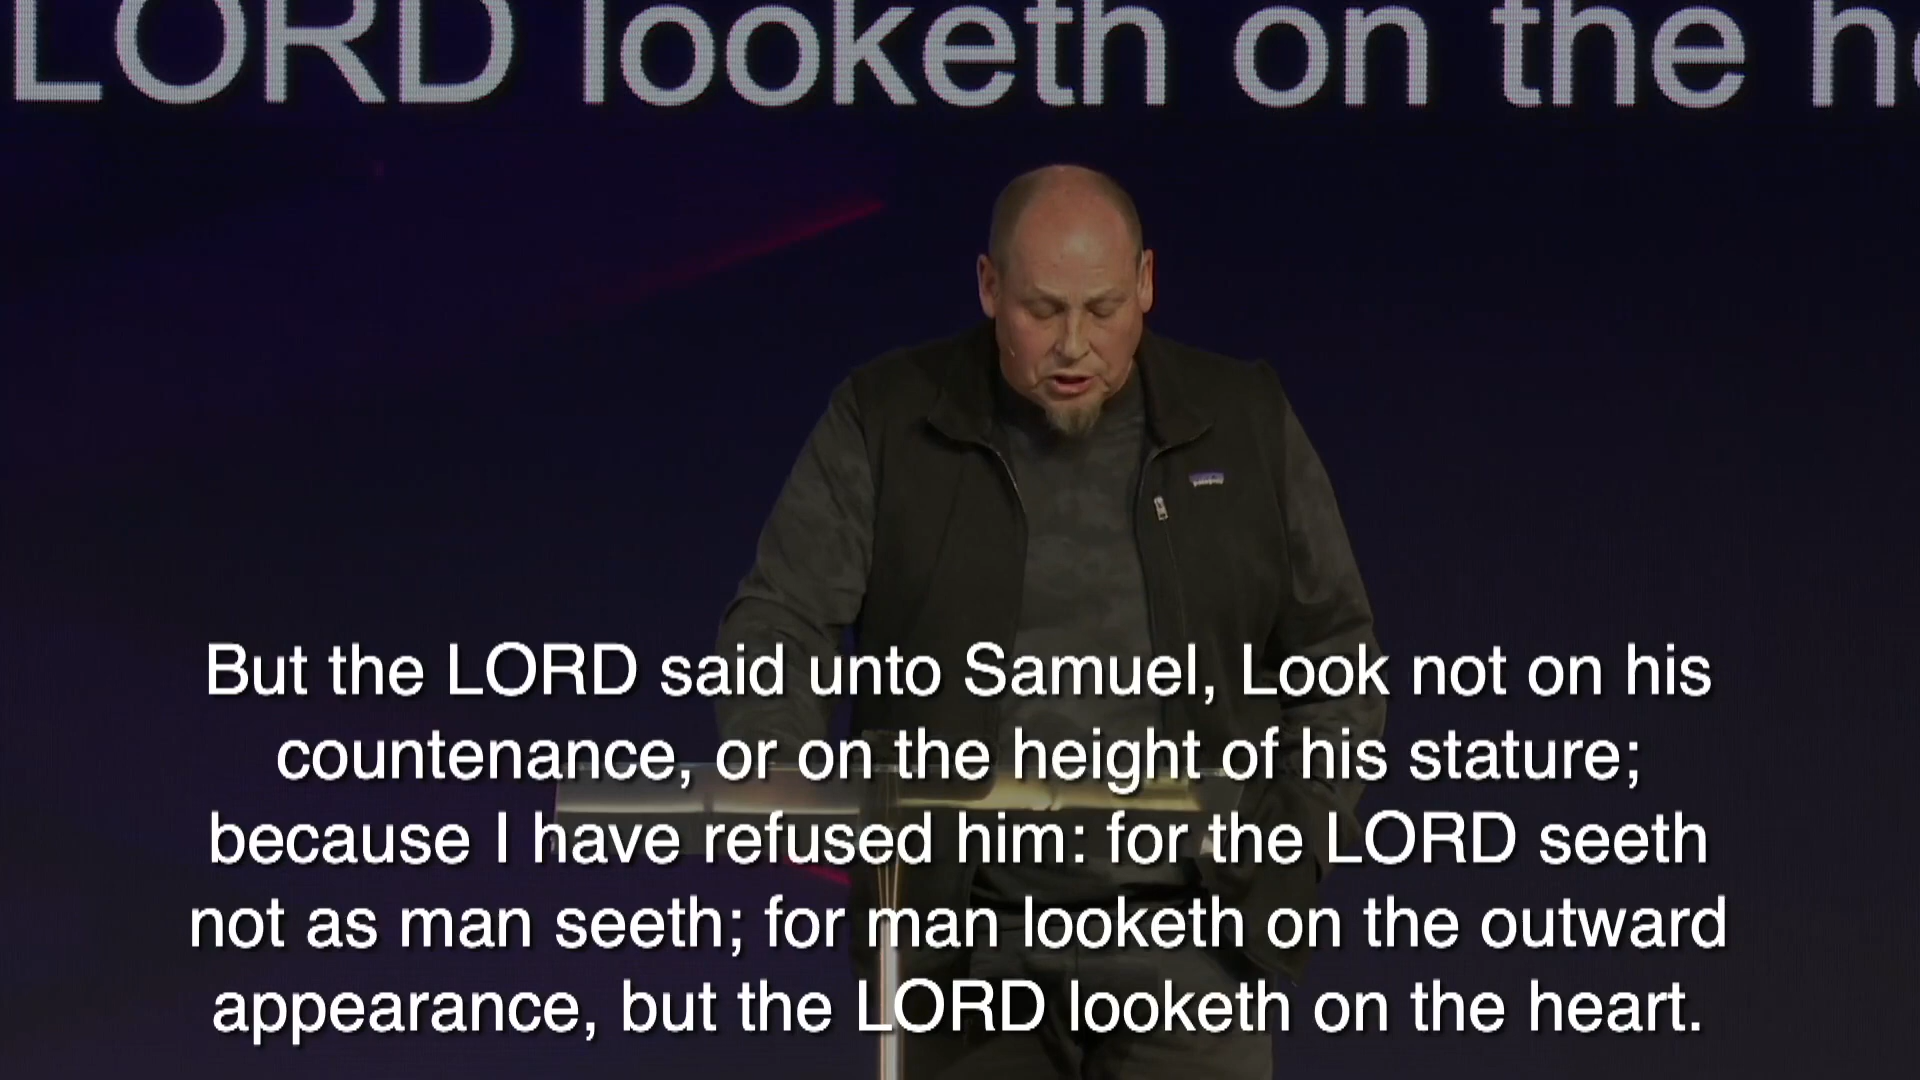 LORD looketh on the
But the LORD said unto Samuel, Look not on his
countenance, or on the height of his stature;
because I have refused him: for the LORD seeth
not as man seeth; for man looketh on the outward
appearance, but the LORD looketh on the heart.